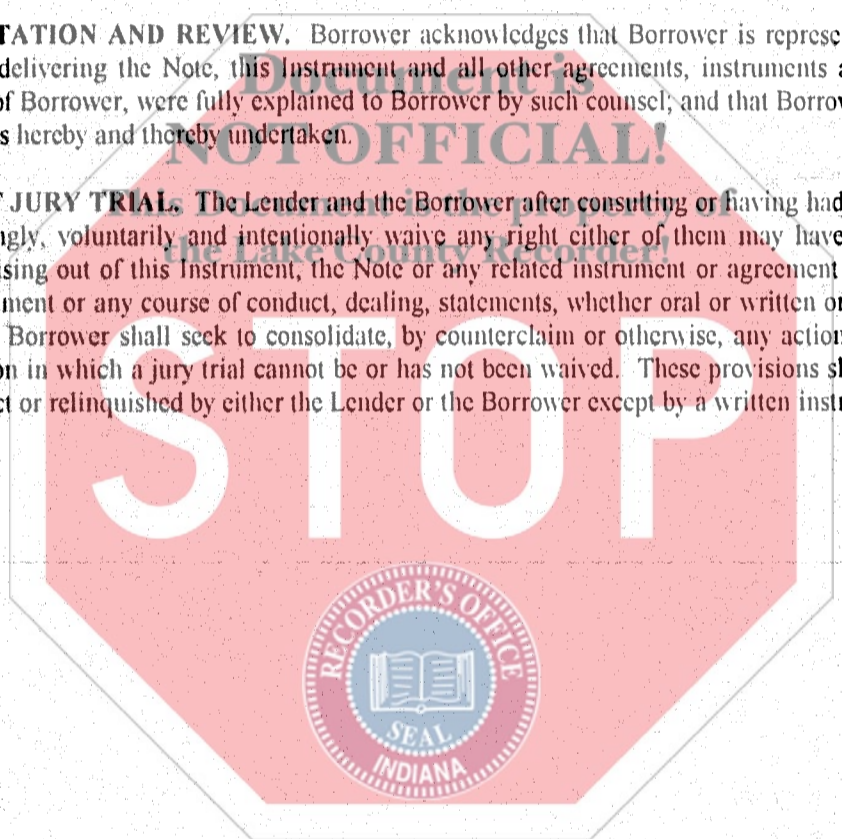 TATION AND REVIEW. Borrower acknowledges that Borrower is represe
delivering the Note, this Instrument and all other agreements, instruments a
of Borrower, were fully explained to Borrower by such counsel; and that Borrow
s hereby and thereby undertaken.
JURY TRIAL. The Lender and the Borrower after consulting or having had
ngly, voluntarily and intentionally waive any right either of them may have
ising out of this Instrument, the Note or any related instrument or agreement
ment or any course of conduct, dealing, statements, whether oral or written or
Borrower shall seek to consolidate, by counterclaim or otherwise, any action
on in which a jury trial cannot be or has not been waived. These provisions sh
ct or relinquished by either the Lender or the Borrower except by a written instr
Document is
NOT OFFICIAL!
This Document is the property of
the Lake County Recorder!
STOP
RECORDER'S OFFICE
SEAL
INDIANA